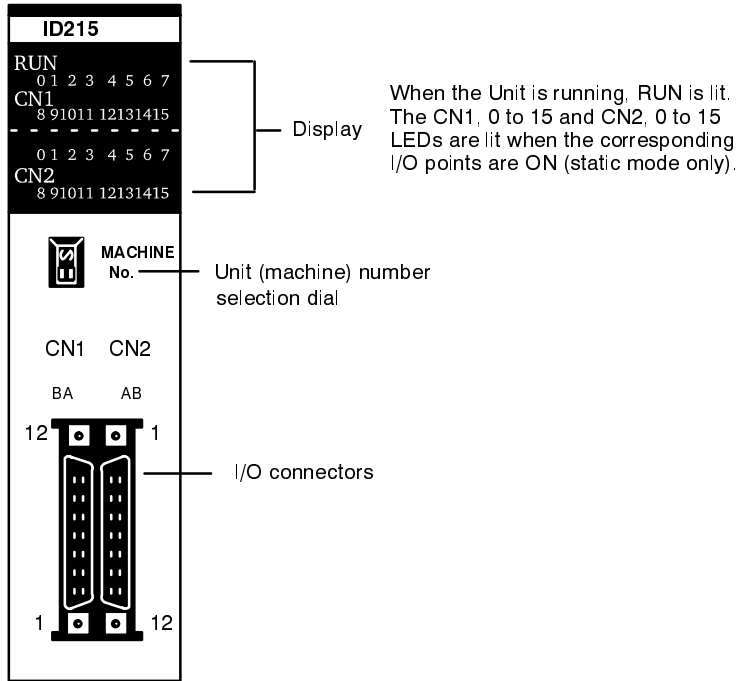 ID215
RUN
0 1 2 3 4 5 6 7
CN1
8 9 10 11 12 13 14 15
0 1 2 3 4 5 6 7
CN2
8 9 10 11 12 13 14 15
Display
When the Unit is running, RUN is lit.
The CN1, 0 to 15 and CN2, 0 to 15
LEDs are lit when the corresponding
I/O points are ON (static mode only).
MACHINE
No.
Unit (machine) number
selection dial
CN1 CN2
BA AB
12 1
I/O connectors
1 12